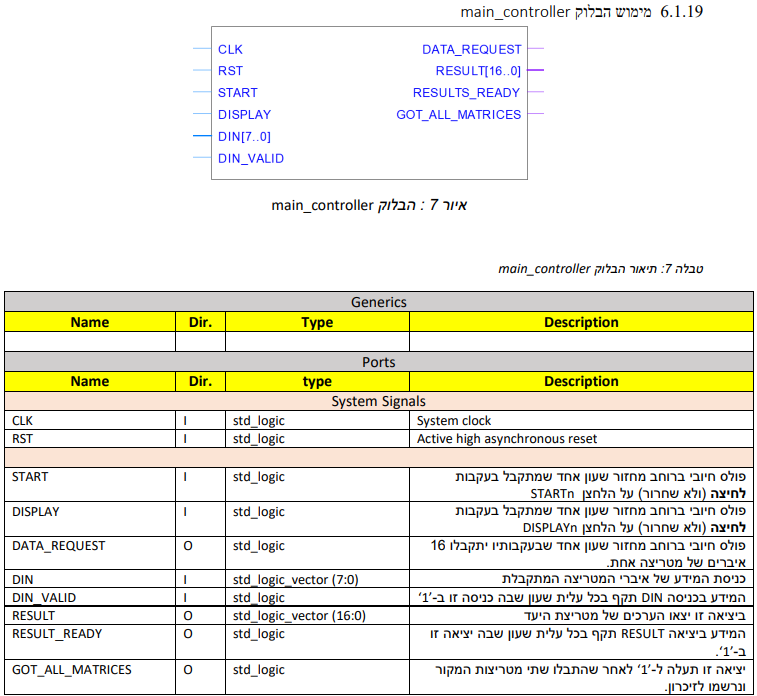 6.1.19 מימוש הבלוק main_controller
CLK DATA_REQUEST
RST RESULT[16..0]
START RESULTS_READY
DISPLAY GOT_ALL_MATRICES
DIN[7..0]
DIN_VALID
איור 7 : הבלוק main_controller
טבלה 7: תיאור הבלוק main_controller
Generics
Name Dir. Type Description
Ports
Name Dir. type Description
System Signals
CLK I std_logic System clock
RST I std_logic Active high asynchronous reset
START I std_logic פולס חיובי ברוחב מחזור שעון אחד שמתקבל בעקבות
לחיצה (ולא שחרור) על הלחצן STARTn
DISPLAY I std_logic פולס חיובי ברוחב מחזור שעון אחד שמתקבל בעקבות
לחיצה (ולא שחרור) על הלחצן DISPLAYn
DATA_REQUEST O std_logic פולס חיובי ברוחב מחזור שעון אחד שבעקבותיו יתקבלו 16
איברים של מטריצה אחת.
DIN I std_logic_vector (7:0) כניסת המידע של איברי המטריצה המתקבלת
DIN_VALID I std_logic המידע בכניסה DIN תקף בכל עלית שעון שבה כניסה זו ב-'1'
RESULT O std_logic_vector (16:0) ביציאה זו יצאו הערכים של מטריצת היעד
RESULT_READY O std_logic המידע ביציאה RESULT תקף בכל עלית שעון שבה יציאה זו
ב-'1'.
GOT_ALL_MATRICES O std_logic יציאה זו תעלה ל-'1' לאחר שהתבלו שתי מטריצות המקור
ונרשמו לזיכרון.